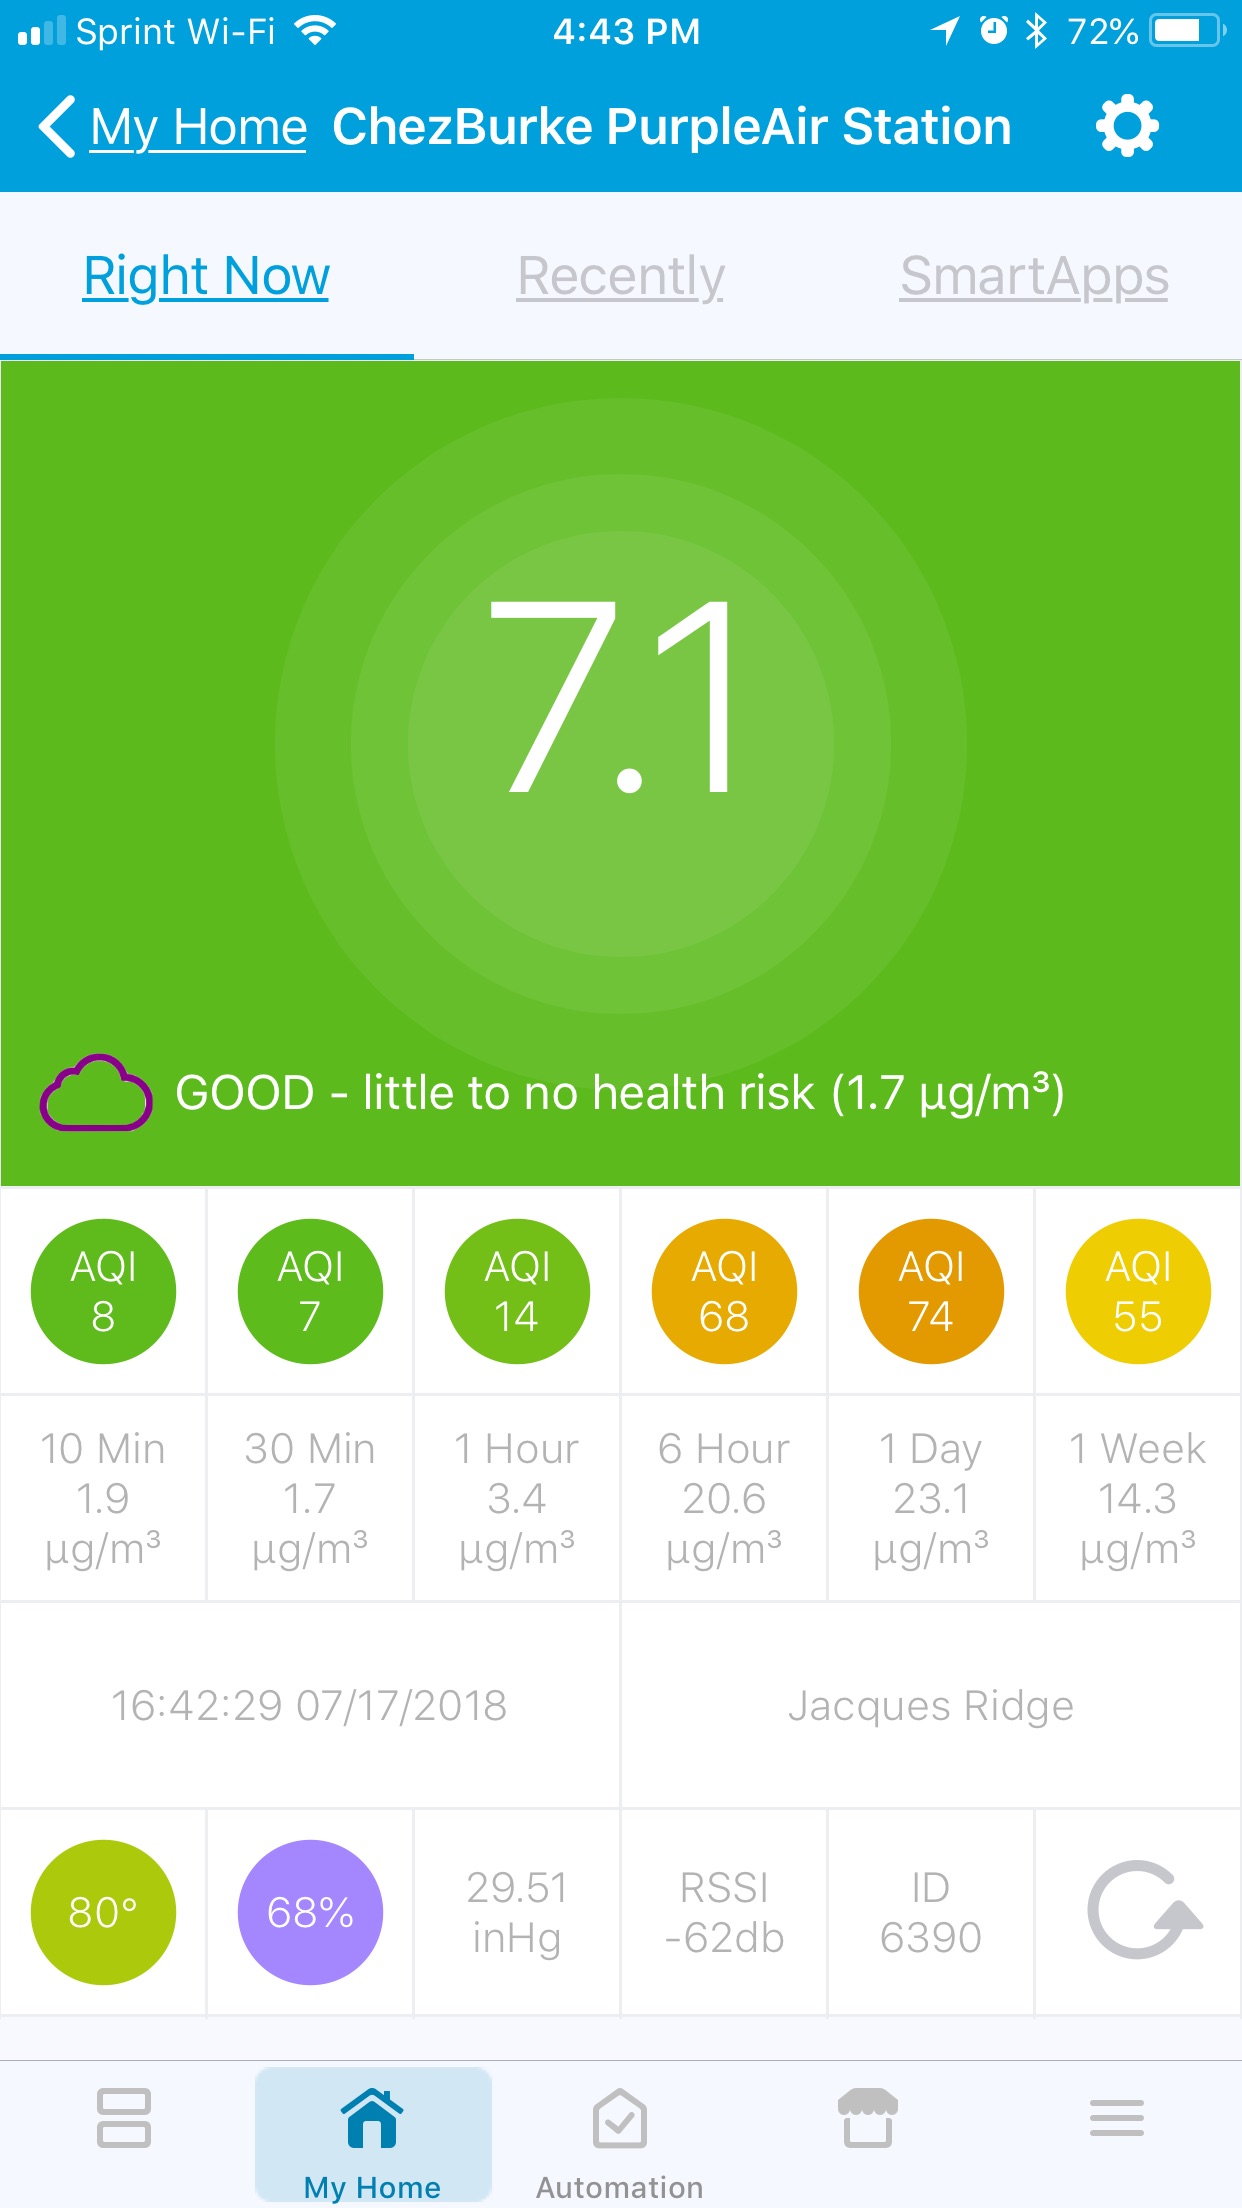 Sprint Wi-Fi 4:43 PM 72%
My Home ChezBurke PurpleAir Station
Right Now Recently SmartApps
7.1
GOOD - little to no health risk (1.7 µg/m³)
AQI
8
AQI
7
AQI
14
AQI
68
AQI
74
AQI
55
10 Min
1.9
µg/m³
30 Min
1.7
µg/m³
1 Hour
3.4
µg/m³
6 Hour
20.6
µg/m³
1 Day
23.1
µg/m³
1 Week
14.3
µg/m³
16:42:29 07/17/2018
Jacques Ridge
80°
68%
29.51
inHg
RSSI
-62db
ID
6390
My Home
Automation